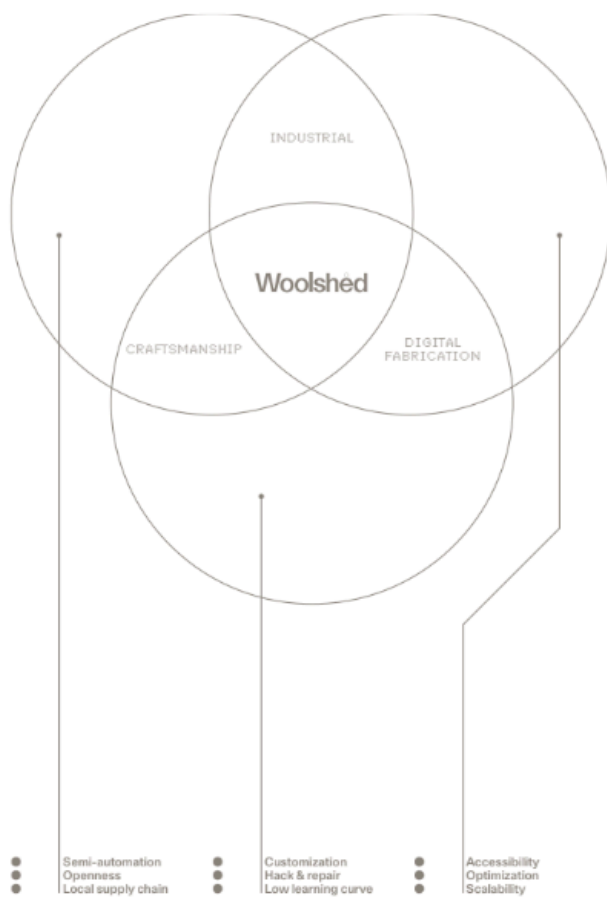 INDUSTRIAL
Woolshed
CRAFTSMANSHIP
DIGITAL
FABRICATION
Semi-automation
Openness
Local supply chain
Customization
Hack & repair
Low learning curve
Accessibility
Optimization
Scalability